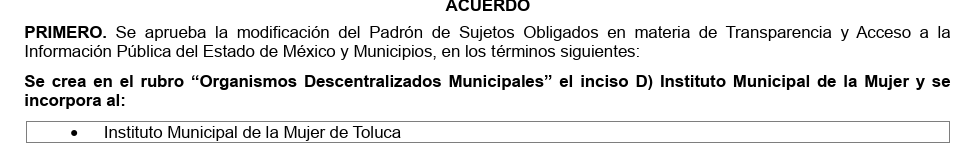 ACUERDO
PRIMERO. Se aprueba la modificación del Padrón de Sujetos Obligados en materia de Transparencia y Acceso a la
Información Pública del Estado de México y Municipios, en los términos siguientes:
Se crea en el rubro “Organismos Descentralizados Municipales” el inciso D) Instituto Municipal de la Mujer y se
incorpora al:
• Instituto Municipal de la Mujer de Toluca